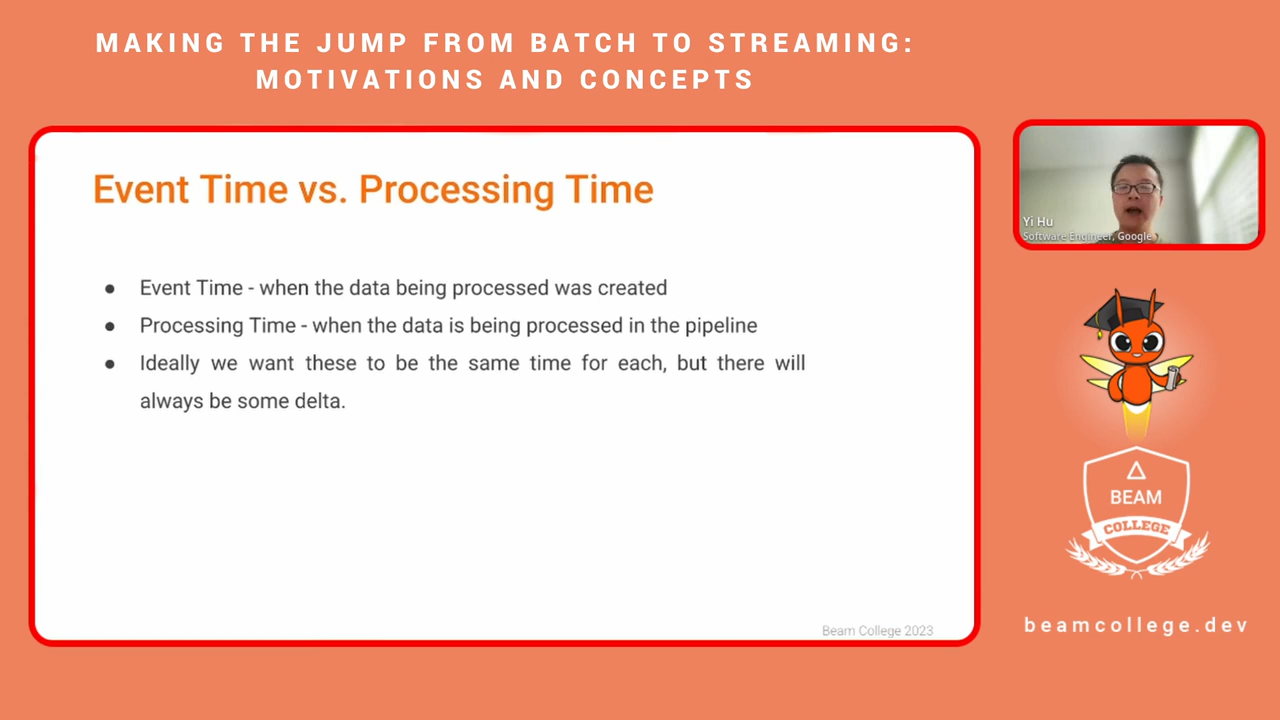 MAKING THE JUMP FROM BATCH TO STREAMING:
MOTIVATIONS AND CONCEPTS
Event Time vs. Processing Time
● Event Time - when the data being processed was created
● Processing Time - when the data is being processed in the pipeline
● Ideally we want these to be the same time for each, but there will
always be some delta.
Beam College 2023
Yi Hu
Software Engineer, Google
BEAM
COLLEGE
beamcollege.dev